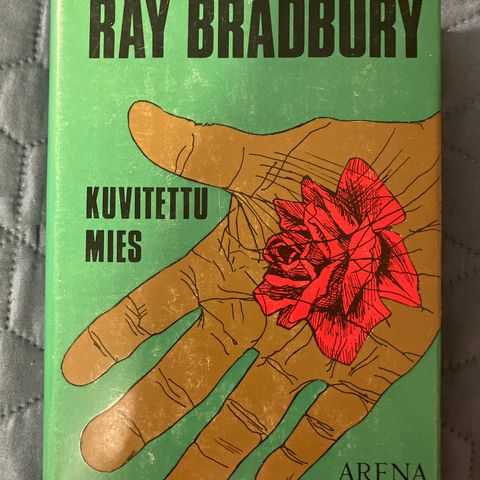 RAY BRADBURY
KUVITETTU
MIES
ARENA